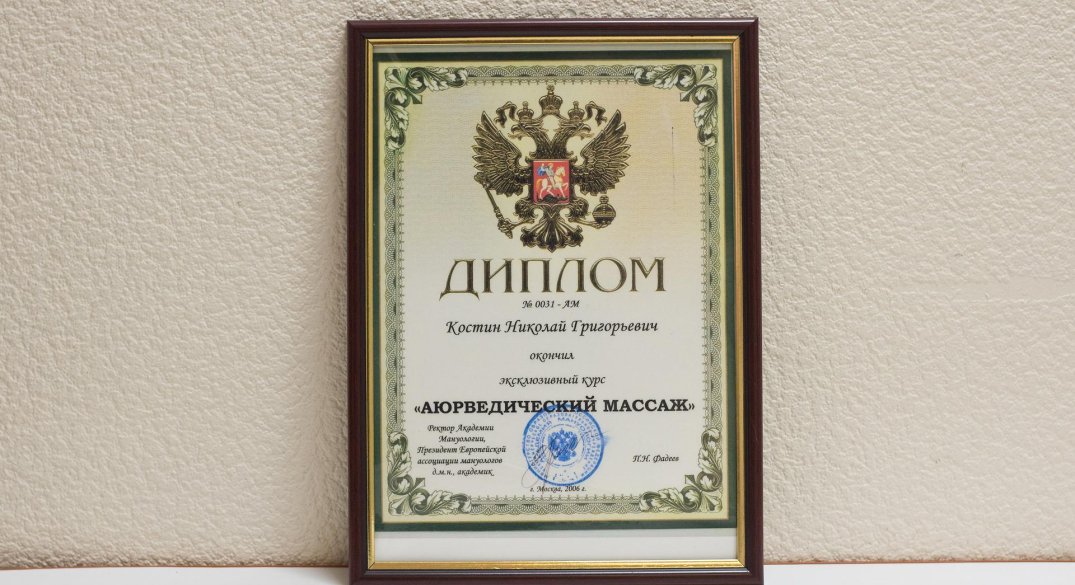 ДИПЛОМ
№ 0031 - АМ
Костин Николай Григорьевич
окончил
эксклюзивный курс
«АЮРВЕДИЧЕСКИЙ МАССАЖ»
Ректор Академии
Мануологии,
Президент Европейской
ассоциации мануологов
д.м.н., академик
П.Н. Фадеев
г. Москва, 2006 г.